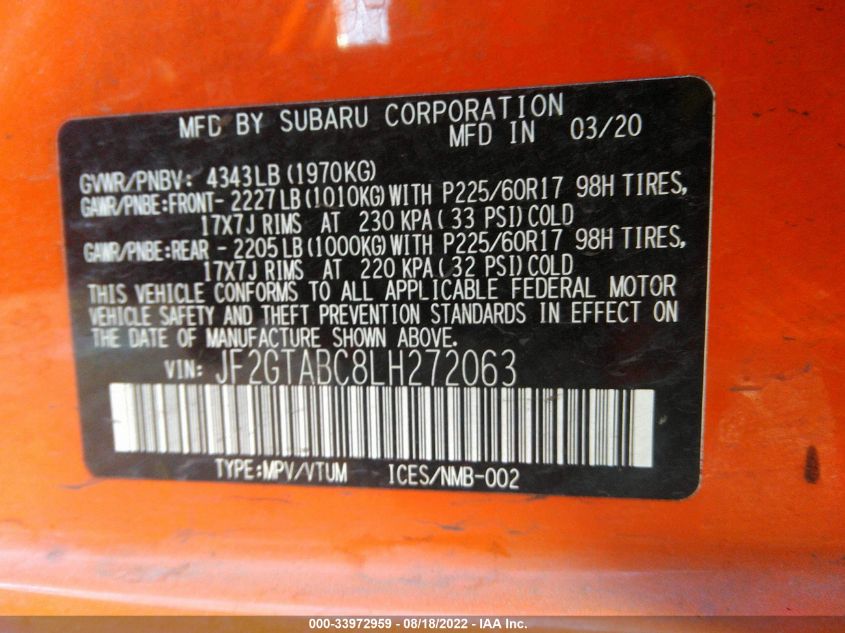 MFD BY SUBARU CORPORATION
MFD IN 03/20
GVWR/PNBV: 4343LB (1970KG)
GAWR/PNBE:FRONT- 2227LB(1010KG)WITH P225/60R17 98H TIRES,
17X7J RIMS AT 230 KPA(33 PSI)COLD
GAWR/PNBE:REAR - 2205LB(1000KG)WITH P225/60R17 98H TIRES,
17X7J RIMS AT 220 KPA(32 PSI)COLD
THIS VEHICLE CONFORMS TO ALL APPLICABLE FEDERAL MOTOR
VEHICLE SAFETY AND THEFT PREVENTION STANDARDS IN EFFECT ON
THE DATE OF MANUFACTURE SHOWN ABOVE.
VIN: JF2GTABC8LH272063
TYPE:MPV/VTUM ICES/NMB-002
000-33972959 - 08/18/2022 - IAA Inc.